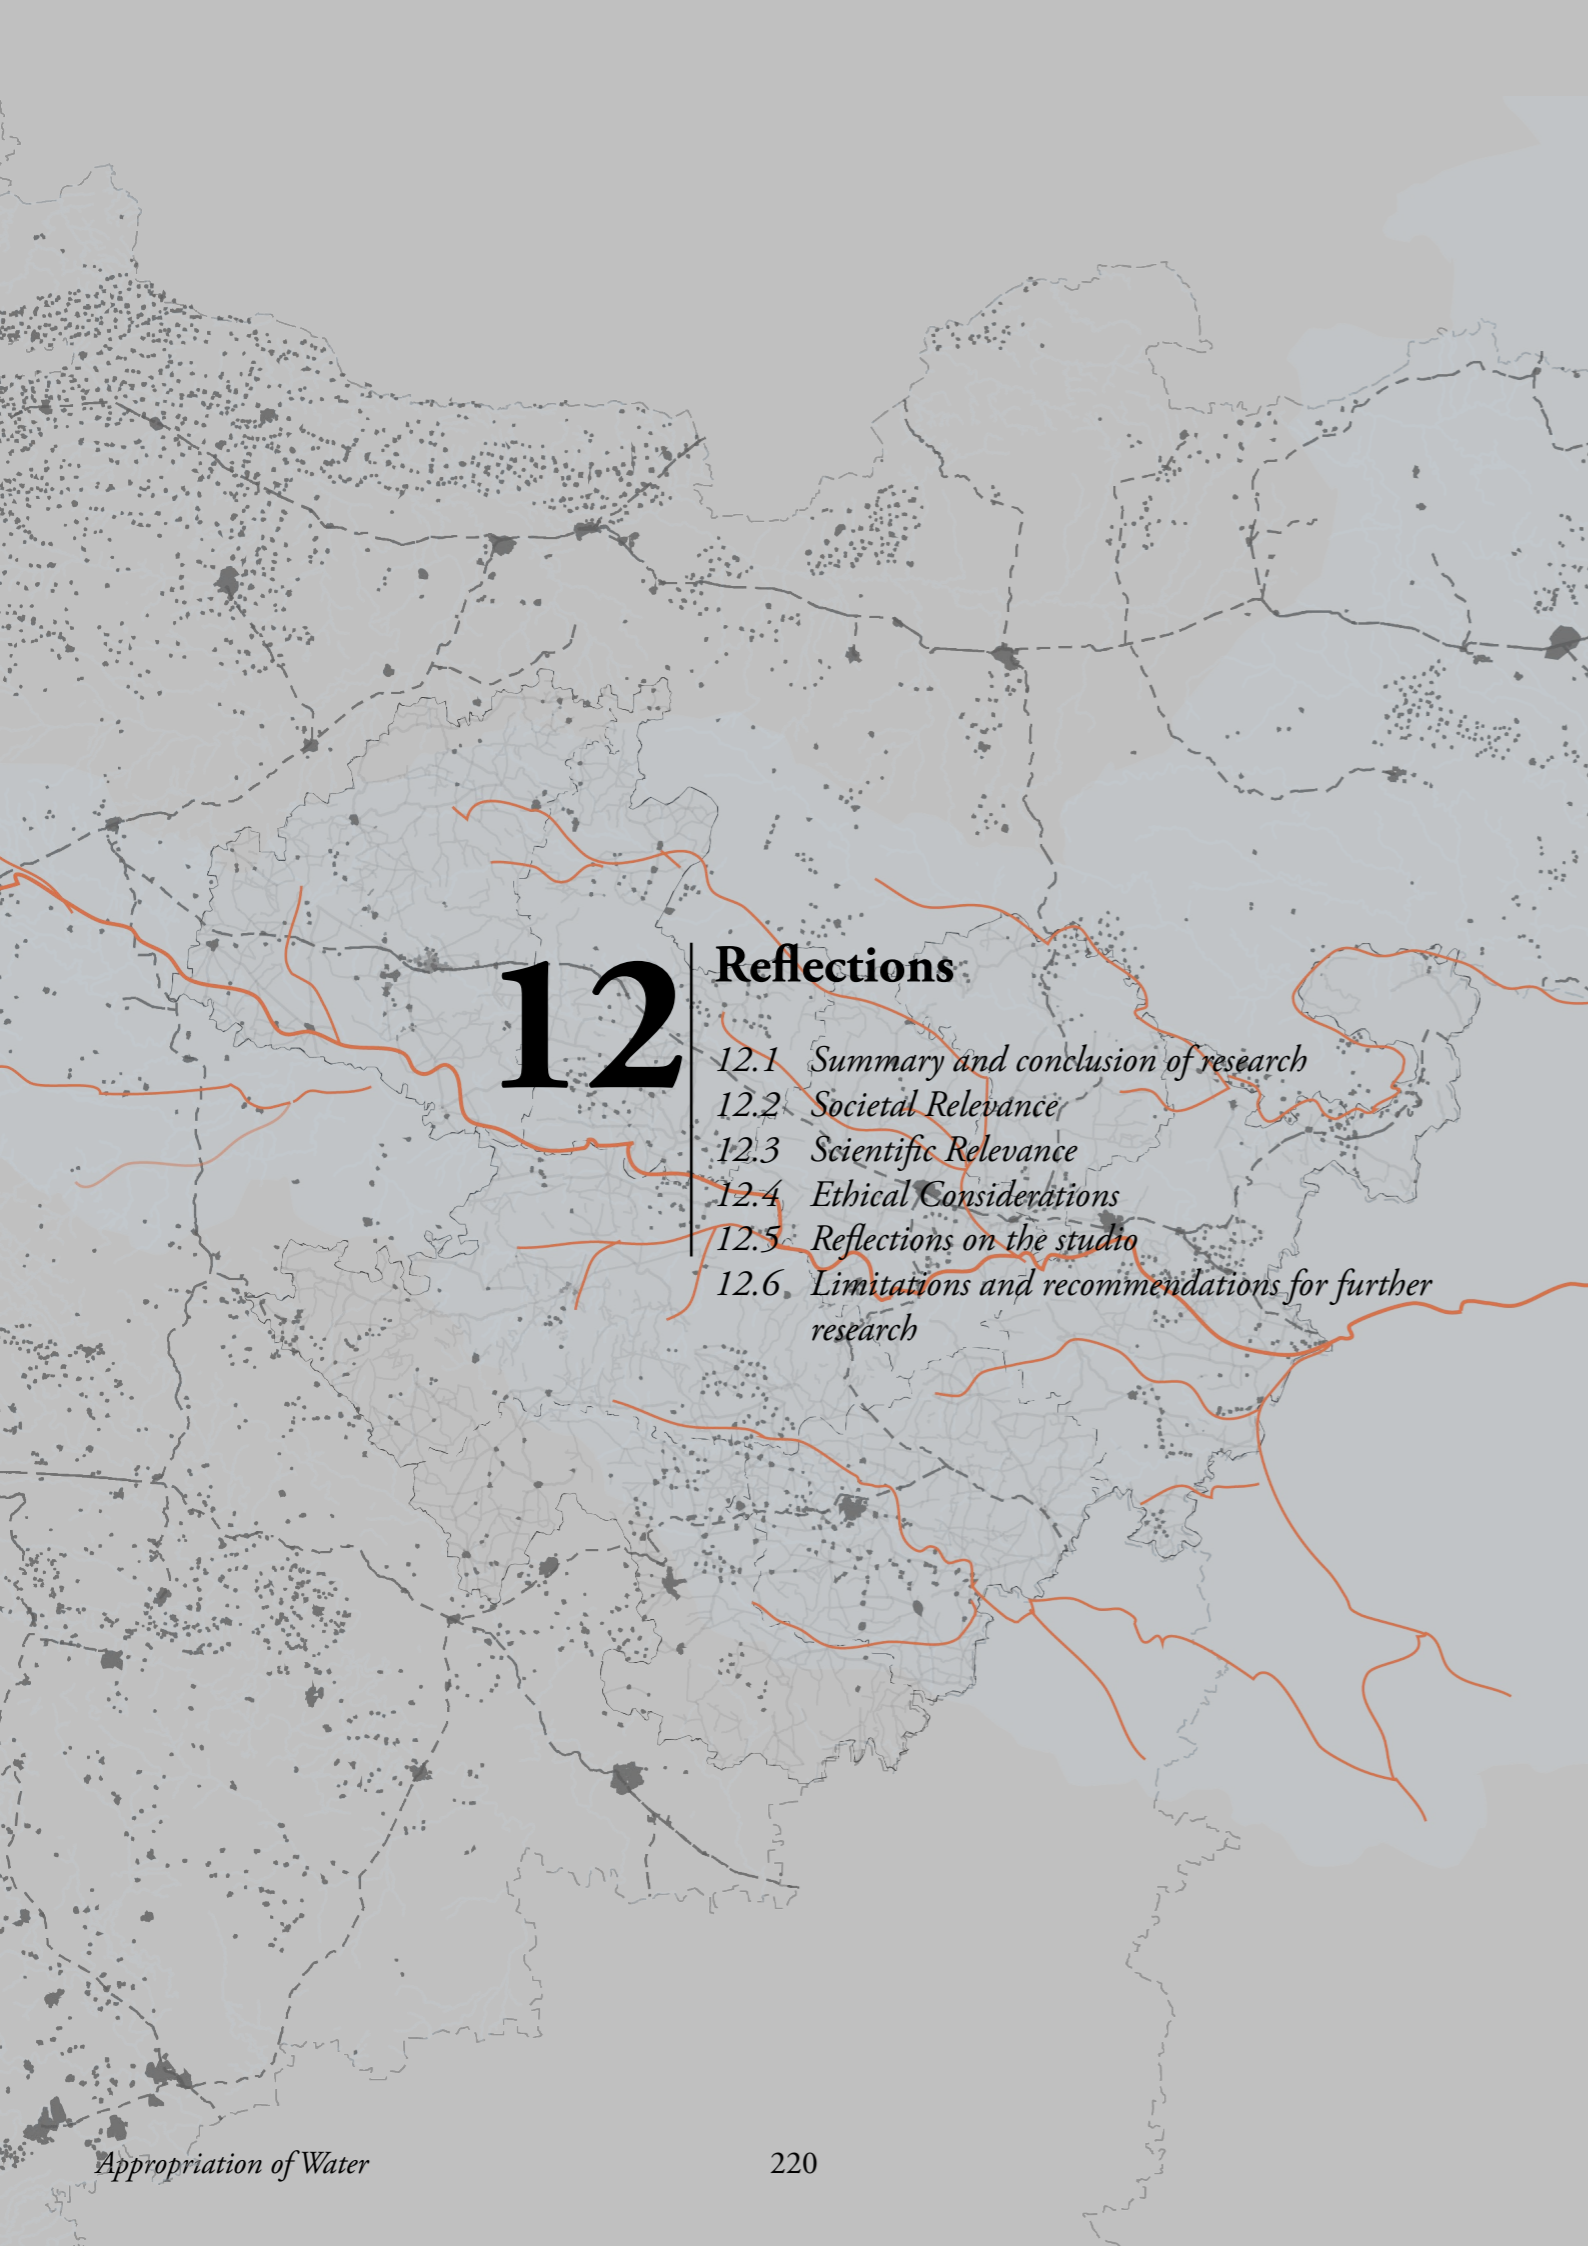 12
Reflections
12.1 Summary and conclusion of research
12.2 Societal Relevance
12.3 Scientific Relevance
12.4 Ethical Considerations
12.5 Reflections on the studio
12.6 Limitations and recommendations for further
research
Appropriation of Water
220